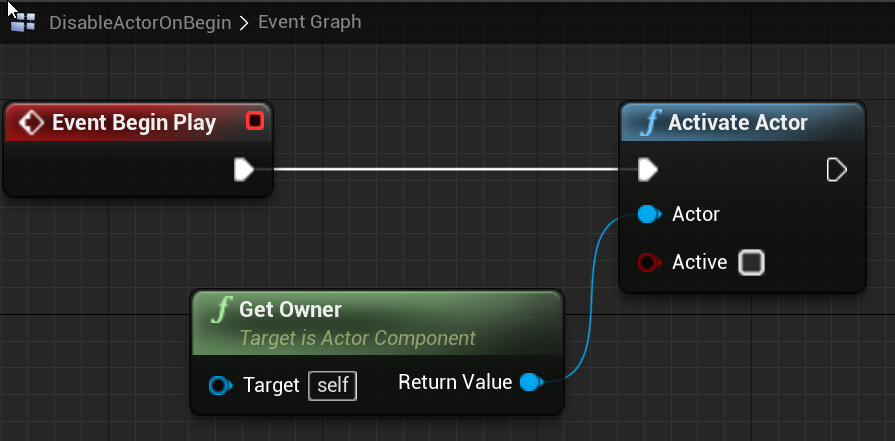 DisableActorOnBegin > Event Graph
Event Begin Play
f Activate Actor
Actor
Active
f Get Owner
Target is Actor Component
Target self Return Value